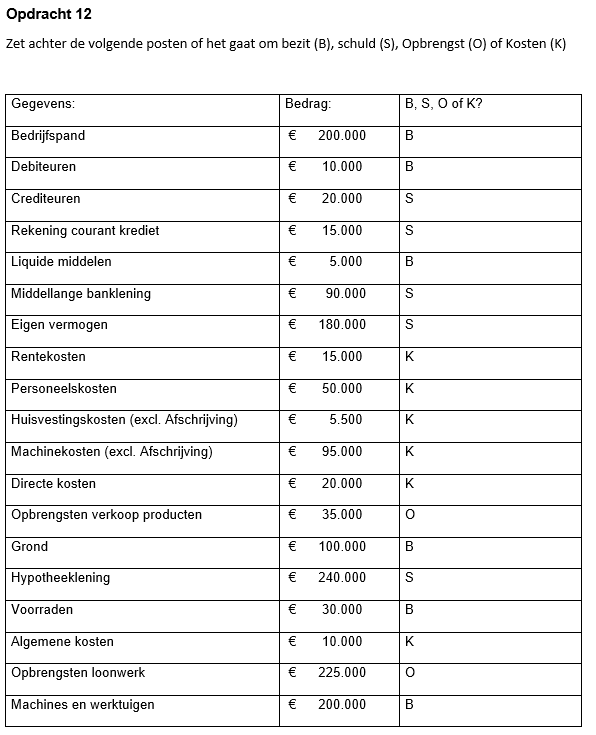 Opdracht 12
Zet achter de volgende posten of het gaat om bezit (B), schuld (S), Opbrengst (O) of Kosten (K)
Gegevens: Bedrag: B, S, O of K?
Bedrijfspand € 200.000 B
Debiteuren € 10.000 B
Crediteuren € 20.000 S
Rekening courant krediet € 15.000 S
Liquide middelen € 5.000 B
Middellange banklening € 90.000 S
Eigen vermogen € 180.000 S
Rentekosten € 15.000 K
Personeelskosten € 50.000 K
Huisvestingskosten (excl. Afschrijving) € 5.500 K
Machinekosten (excl. Afschrijving) € 95.000 K
Directe kosten € 20.000 K
Opbrengsten verkoop producten € 35.000 O
Grond € 100.000 B
Hypotheeklening € 240.000 S
Voorraden € 30.000 B
Algemene kosten € 10.000 K
Opbrengsten loonwerk € 225.000 O
Machines en werktuigen € 200.000 B